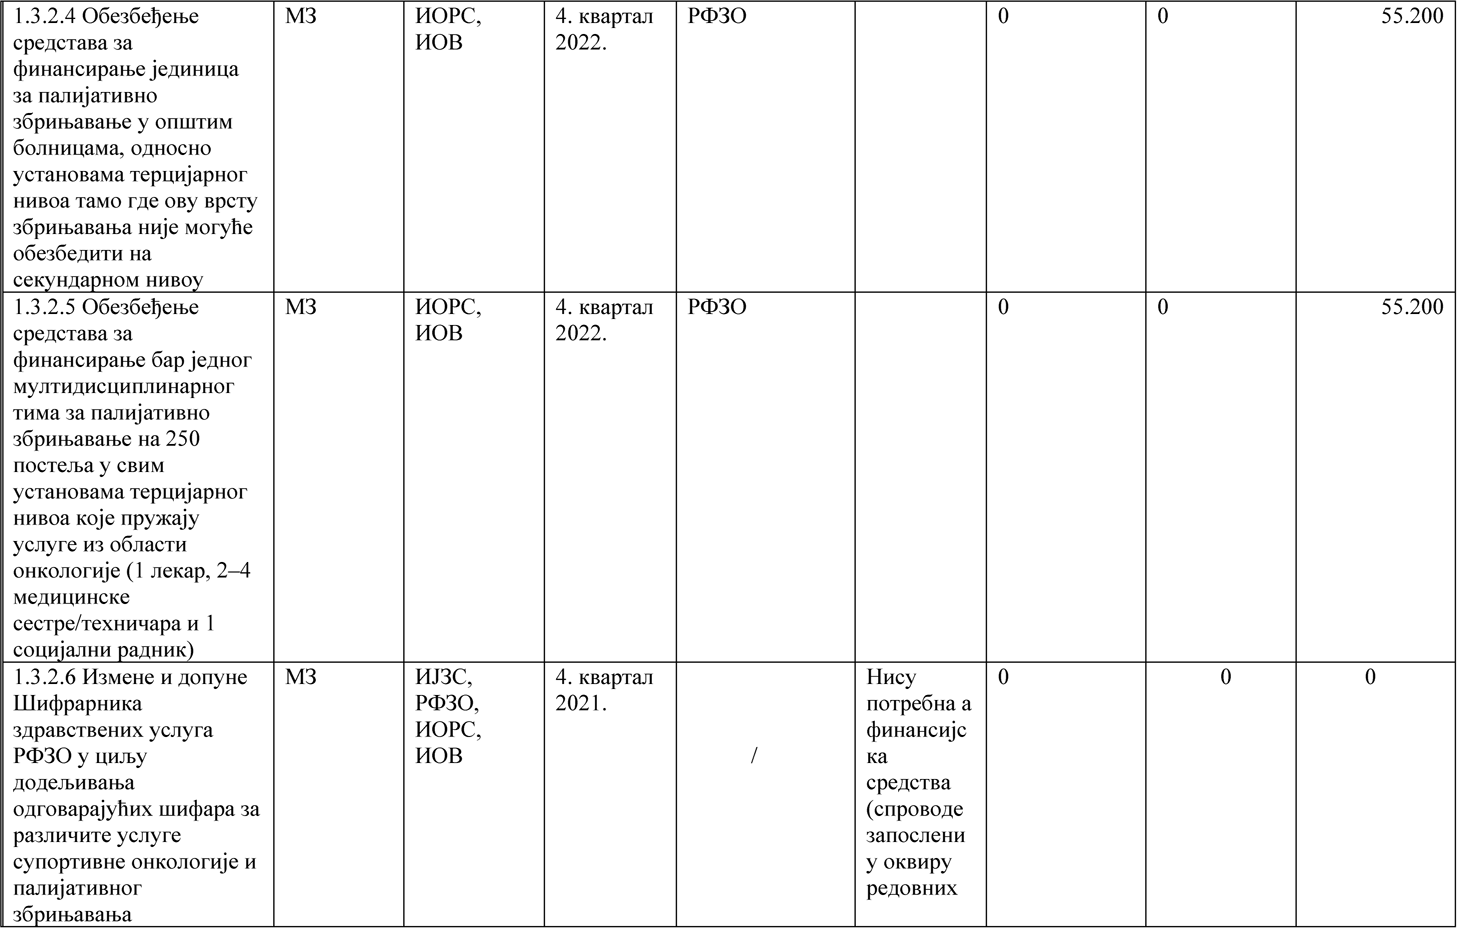 1.3.2.4 Обезбеђење
средстава за
финансирање јединица
за палијативно
збрињавање у општим
болницама, односно
установама терцијарног
нивоа тамо где ову врсту
збрињавања није могуће
обезбедити на
секундарном нивоу
МЗ
ИОРС,
ИОВ
4. квартал
2022.
РФЗО
0
0
55.200
1.3.2.5 Обезбеђење
средстава за
финансирање бар једног
мултидисциплинарног
тима за палијативно
збрињавање на 250
постеља у свим
установама терцијарног
нивоа које пружају
услуге из области
онкологије (1 лекар, 2–4
медицинске
сестре/техничара и 1
социјални радник)
МЗ
ИОРС,
ИОВ
4. квартал
2022.
РФЗО
0
0
55.200
1.3.2.6 Измене и допуне
Шифрарника
здравствених услуга
РФЗО у циљу
додељивања
одговарајућих шифара за
различите услуге
супортивне онкологије и
палијативног
збрињавања
МЗ
ИЈЗС,
РФЗО,
ИОРС,
ИОВ
4. квартал
2021.
/
Нису
потребна а
финансијс
ка
средства
(спроводе
запослени
у оквиру
редовних
0
0
0